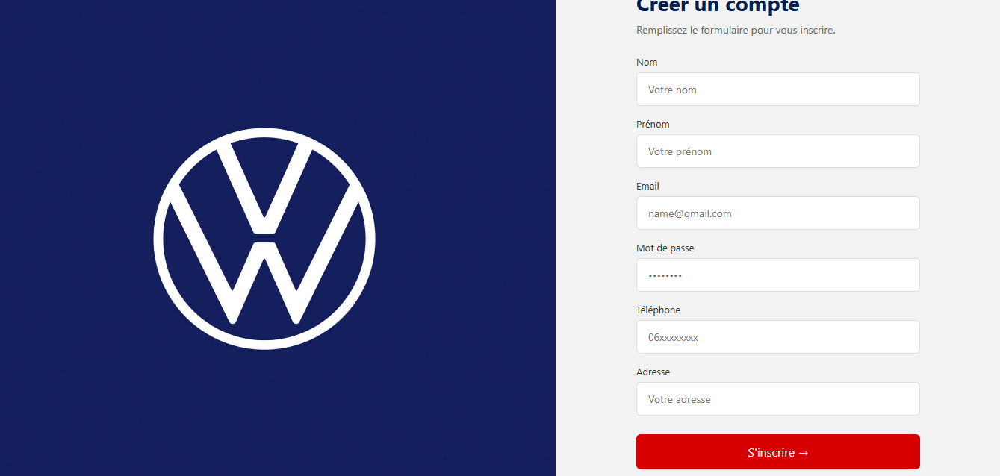 Créer un compte
Remplissez le formulaire pour vous inscrire.
Nom
Votre nom
Prénom
Votre prénom
Email
name@gmail.com
Mot de passe
••••••••
Téléphone
06xxxxxxxx
Adresse
Votre adresse
S'inscrire →